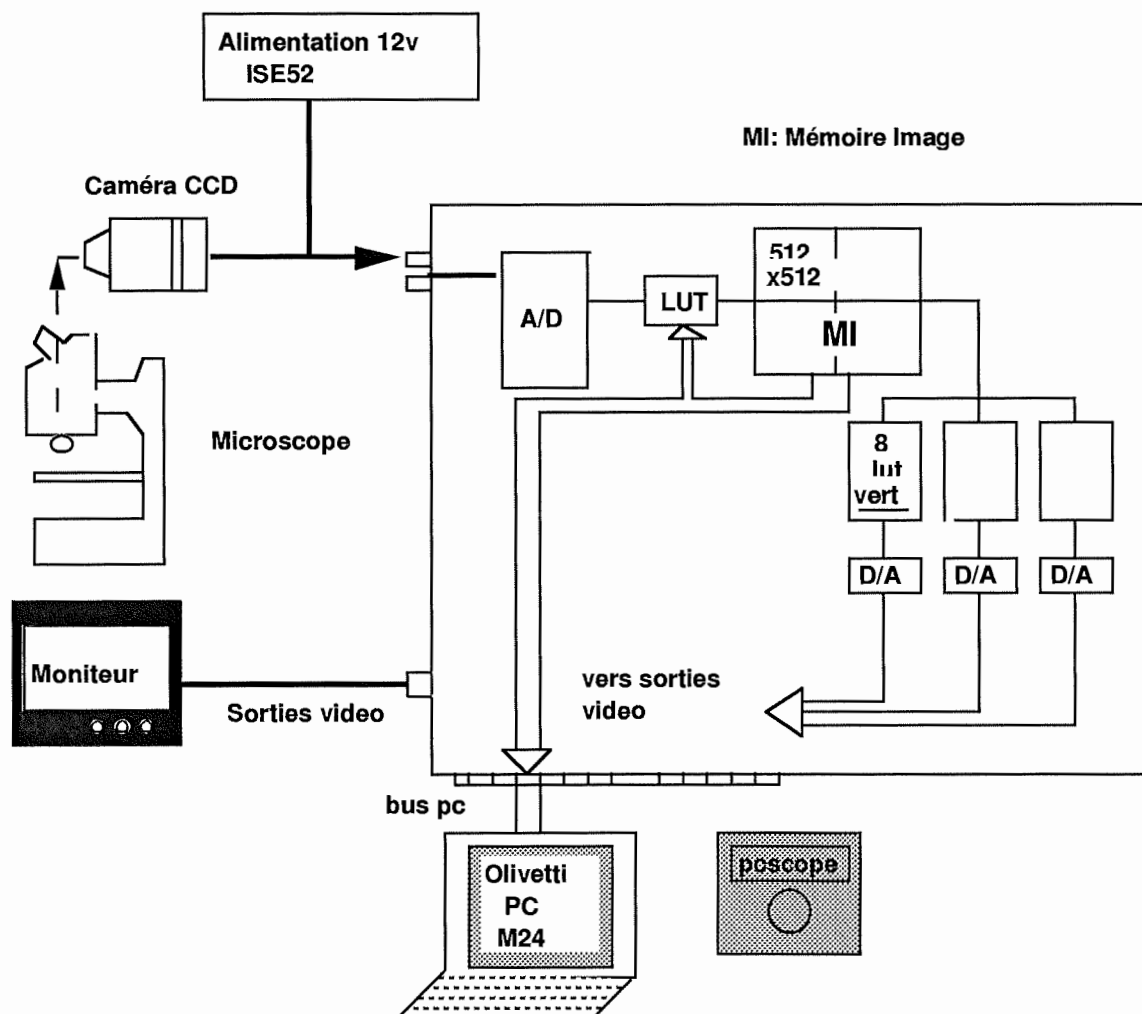 Alimentation 12v
ISE52
MI: Mémoire Image
Caméra CCD
512
x512
A/D
LUT
MI
Microscope
8
lut
vert
D/A
D/A
D/A
Moniteur
Sorties video
vers sorties
video
bus pc
Olivetti
PC
M24
pcscope